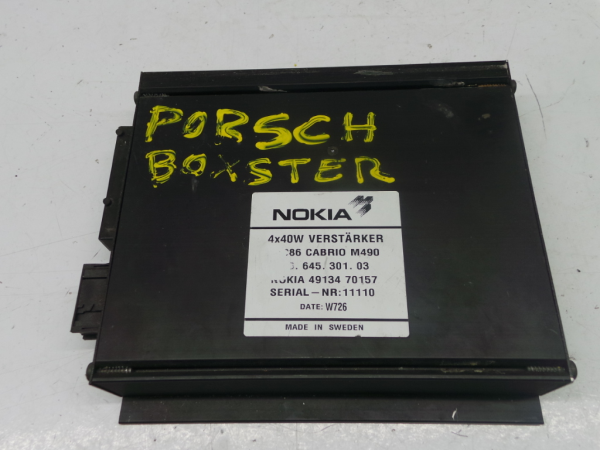 PORSCH
BOXSTER
NOKIA
4x40W VERSTÄRKER
CABRIO M490
645. 301. 03
NOKIA 49134 70157
SERIAL-NR:11110
DATE: W726
MADE IN SWEDEN